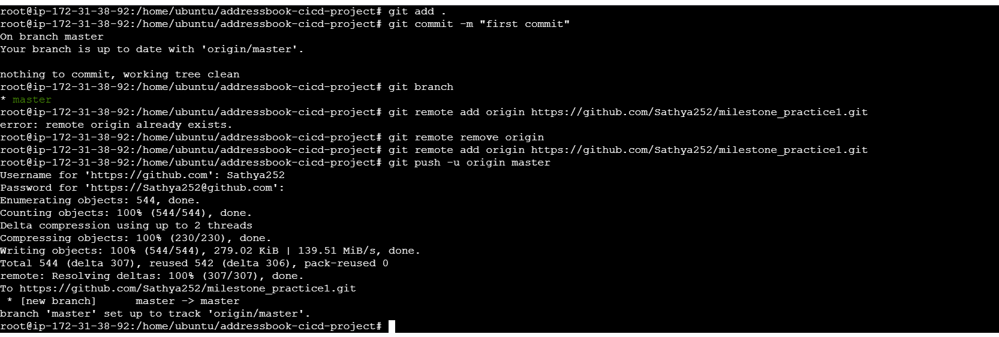 root@ip-172-31-38-92:/home/ubuntu/addressbook-cicd-project# git add .
root@ip-172-31-38-92:/home/ubuntu/addressbook-cicd-project# git commit -m "first commit"
On branch master
Your branch is up to date with 'origin/master'.

nothing to commit, working tree clean
root@ip-172-31-38-92:/home/ubuntu/addressbook-cicd-project# git branch
* master
root@ip-172-31-38-92:/home/ubuntu/addressbook-cicd-project# git remote add origin https://github.com/Sathya252/milestone_practice1.git
error: remote origin already exists.
root@ip-172-31-38-92:/home/ubuntu/addressbook-cicd-project# git remote remove origin
root@ip-172-31-38-92:/home/ubuntu/addressbook-cicd-project# git remote add origin https://github.com/Sathya252/milestone_practice1.git
root@ip-172-31-38-92:/home/ubuntu/addressbook-cicd-project# git push -u origin master
Username for 'https://github.com': Sathya252
Password for 'https://Sathya252@github.com':
Enumerating objects: 544, done.
Counting objects: 100% (544/544), done.
Delta compression using up to 2 threads
Compressing objects: 100% (230/230), done.
Writing objects: 100% (544/544), 279.02 KiB | 139.51 MiB/s, done.
Total 544 (delta 307), reused 542 (delta 306), pack-reused 0
remote: Resolving deltas: 100% (307/307), done.
To https://github.com/Sathya252/milestone_practice1.git
 * [new branch]      master -> master
branch 'master' set up to track 'origin/master'.
root@ip-172-31-38-92:/home/ubuntu/addressbook-cicd-project#